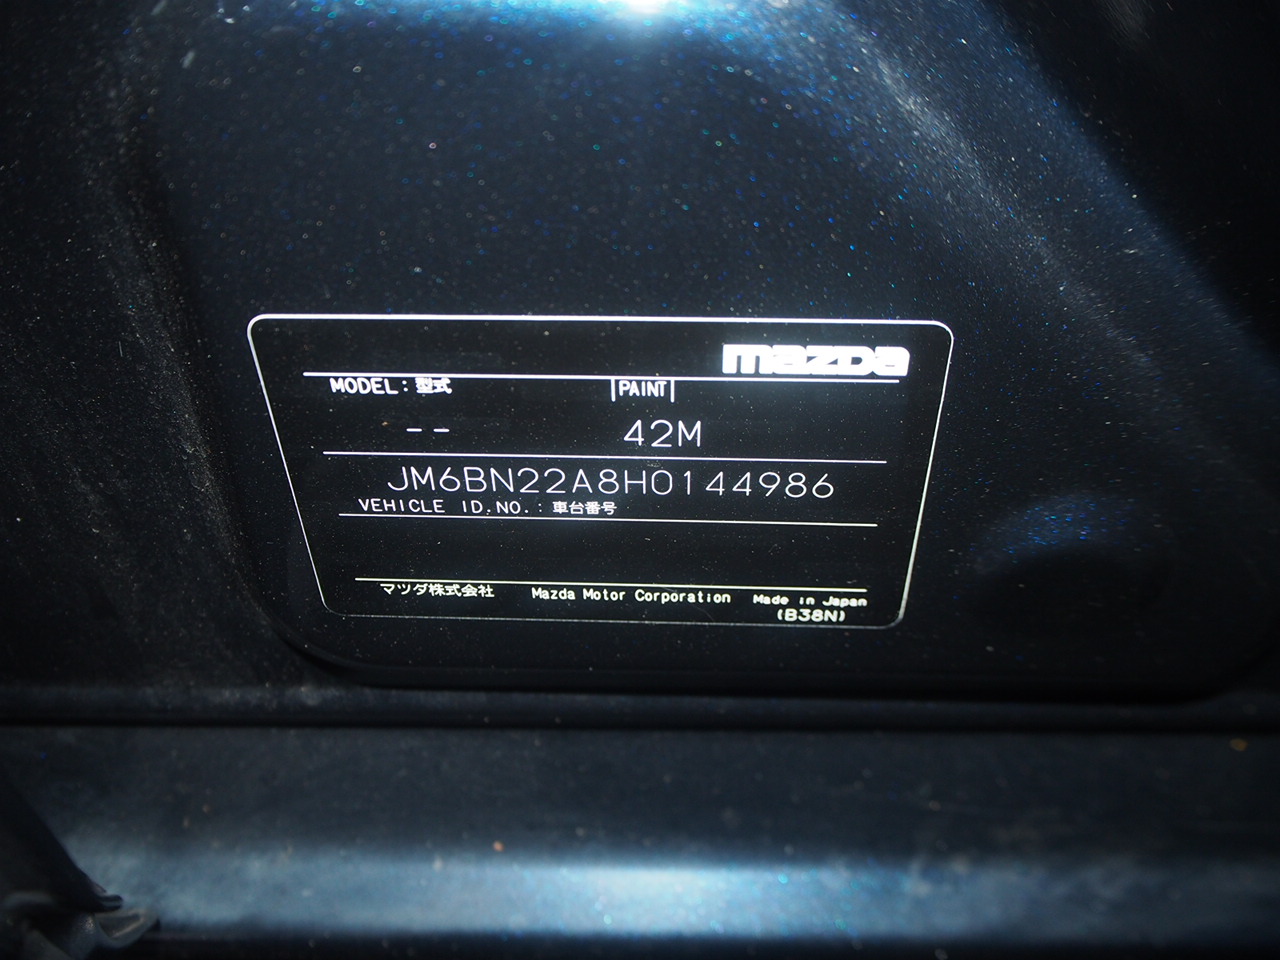 mazda
MODEL：型式 PAINT
-- 42M
JM6BN22A8H0144986
VEHICLE ID.NO.：車台番号
マツダ株式会社 Mazda Motor Corporation Made in Japan
(B38N)